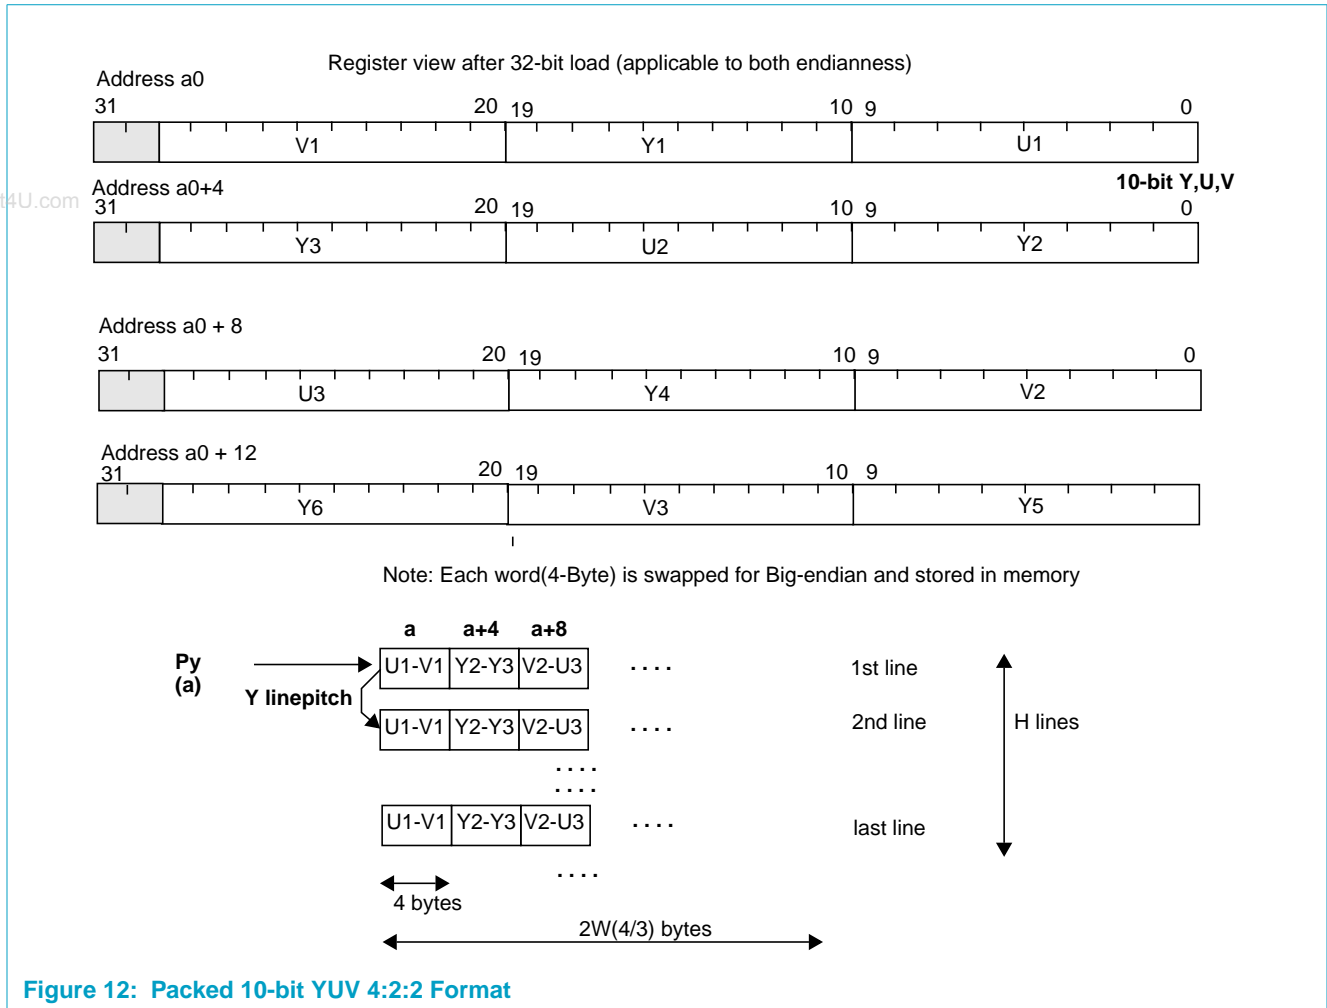 Register view after 32-bit load (applicable to both endianness)
Address a0
31 20 19 10 9 0
V1 Y1 U1
10-bit Y,U,V
t4U.com
Address a0+4
31 20 19 10 9 0
Y3 U2 Y2
Address a0 + 8
31 20 19 10 9 0
U3 Y4 V2
Address a0 + 12
31 20 19 10 9
Y6 V3 Y5
Note: Each word(4-Byte) is swapped for Big-endian and stored in memory
a a+4 a+8
Py
(a)
U1-V1 Y2-Y3 V2-U3 .... 1st line
Y linepitch
U1-V1 Y2-Y3 V2-U3 .... 2nd line
H lines
....
....
U1-V1 Y2-Y3 V2-U3 .... last line
....
4 bytes
2W(4/3) bytes
Figure 12: Packed 10-bit YUV 4:2:2 Format